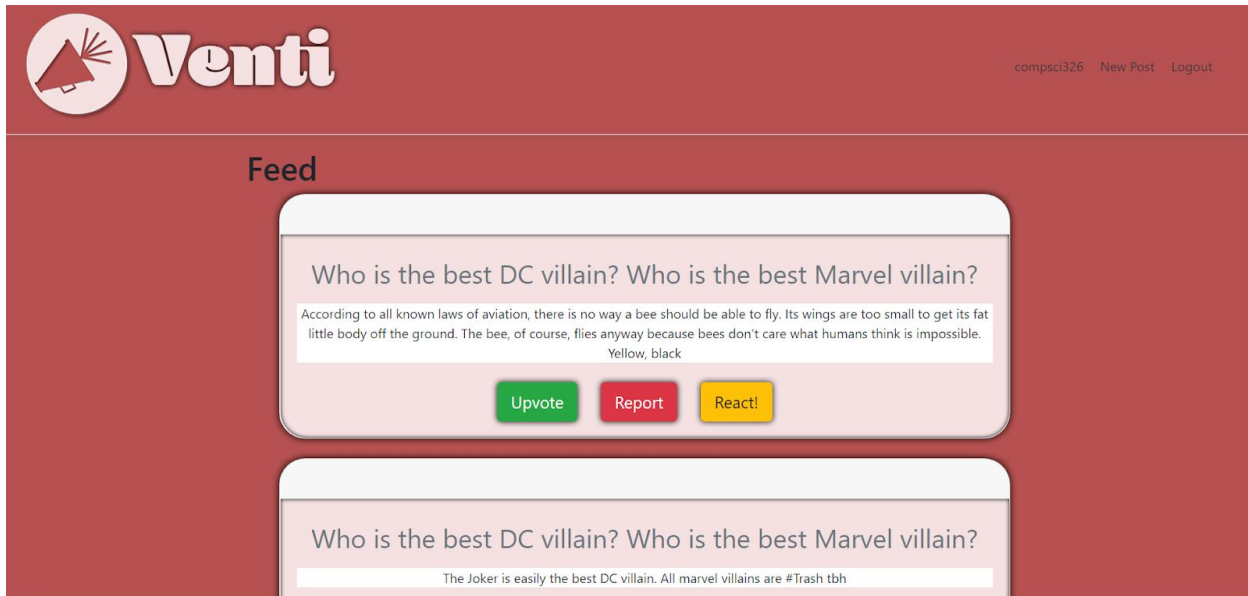 Venti
compsci326 New Post Logout
Feed
Who is the best DC villain? Who is the best Marvel villain?
According to all known laws of aviation, there is no way a bee should be able to fly. Its wings are too small to get its fat
little body off the ground. The bee, of course, flies anyway because bees don't care what humans think is impossible.
Yellow, black
Upvote Report React!
Who is the best DC villain? Who is the best Marvel villain?
The Joker is easily the best DC villain. All marvel villains are #Trash tbh